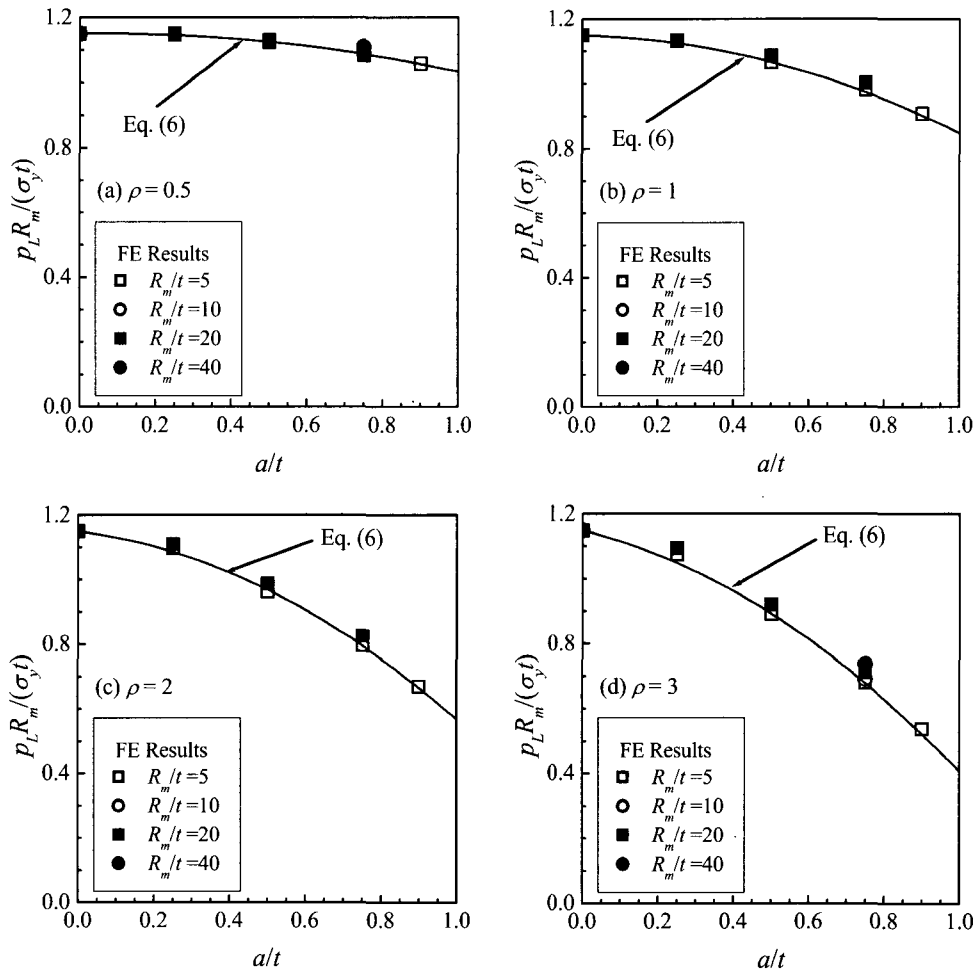 1.2
0.8
0.4
0.0
p_L R_m/(σ_y t)
Eq. (6)
(a) ρ = 0.5
FE Results
R_m/t=5
R_m/t=10
R_m/t=20
R_m/t=40
0.0 0.2 0.4 0.6 0.8 1.0
a/t
1.2
0.8
0.4
0.0
p_L R_m/(σ_y t)
Eq. (6)
(b) ρ = 1
FE Results
R_m/t=5
R_m/t=10
R_m/t=20
R_m/t=40
0.0 0.2 0.4 0.6 0.8 1.0
a/t
1.2
0.8
0.4
0.0
p_L R_m/(σ_y t)
Eq. (6)
(c) ρ = 2
FE Results
R_m/t=5
R_m/t=10
R_m/t=20
R_m/t=40
0.0 0.2 0.4 0.6 0.8 1.0
a/t
1.2
0.8
0.4
0.0
p_L R_m/(σ_y t)
Eq. (6)
(d) ρ = 3
FE Results
R_m/t=5
R_m/t=10
R_m/t=20
R_m/t=40
0.0 0.2 0.4 0.6 0.8 1.0
a/t